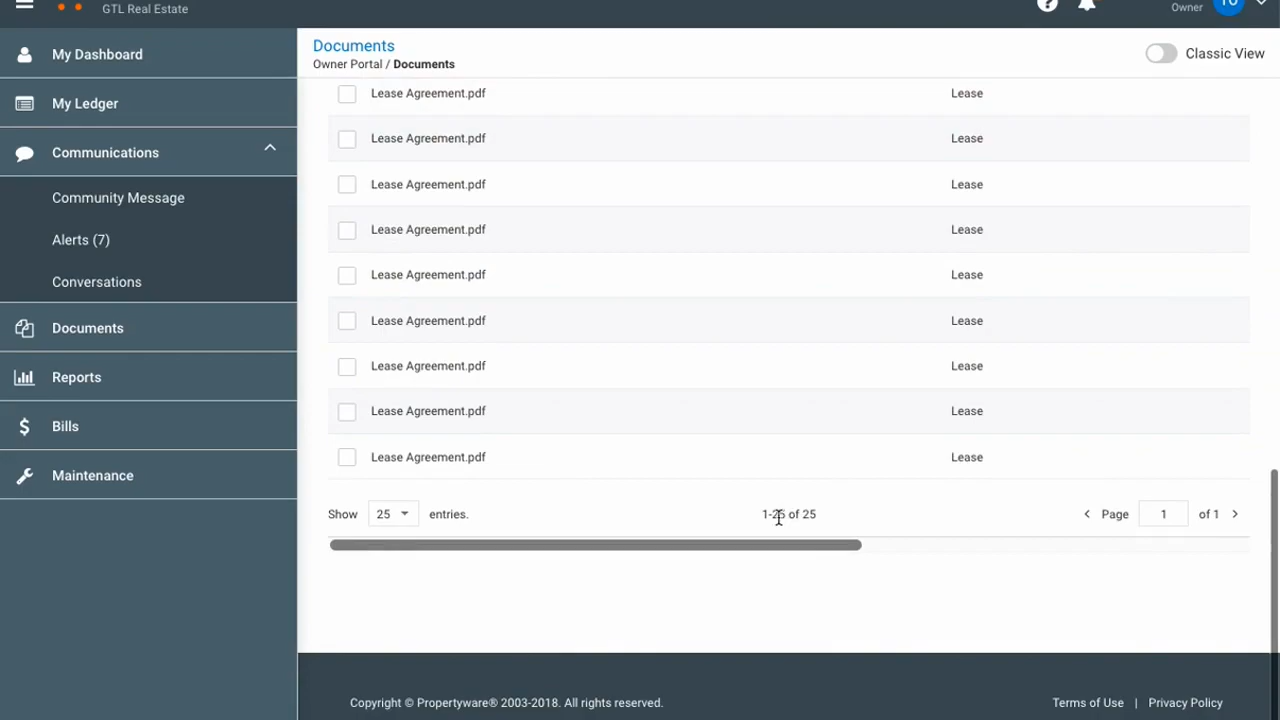 GTL Real Estate
Owner
My Dashboard
My Ledger
Communications
Community Message
Alerts (7)
Conversations
Documents
Reports
Bills
Maintenance
Documents
Owner Portal / Documents
Classic View
Lease Agreement.pdf Lease
Lease Agreement.pdf Lease
Lease Agreement.pdf Lease
Lease Agreement.pdf Lease
Lease Agreement.pdf Lease
Lease Agreement.pdf Lease
Lease Agreement.pdf Lease
Lease Agreement.pdf Lease
Lease Agreement.pdf Lease
Show 25 entries. 1-25 of 25 Page 1 of 1
Copyright © Propertyware® 2003-2018. All rights reserved. Terms of Use | Privacy Policy